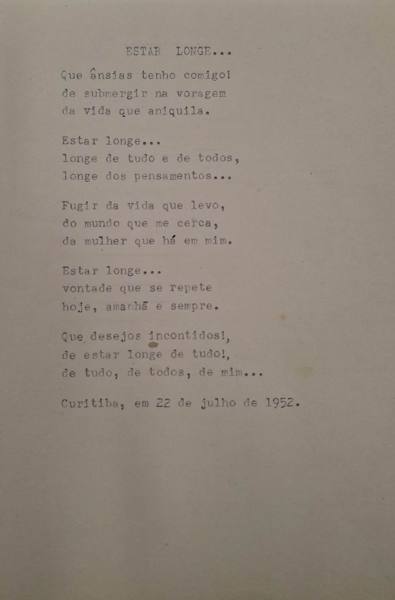 ESTAR LONGE...
Que ânsias tenho comigo!
de submergir na voragem
da vida que aniquila.
Estar longe...
longe de tudo e de todos,
longe dos pensamentos...
Fugir da vida que levo,
do mundo que me cerca,
da mulher que há em mim.
Estar longe...
vontade que se repete
hoje, amanhã e sempre.
Que desejos incontidos!,
de estar longe de tudo!,
de tudo, de todos, de mim...
Curitiba, em 22 de julho de 1952.